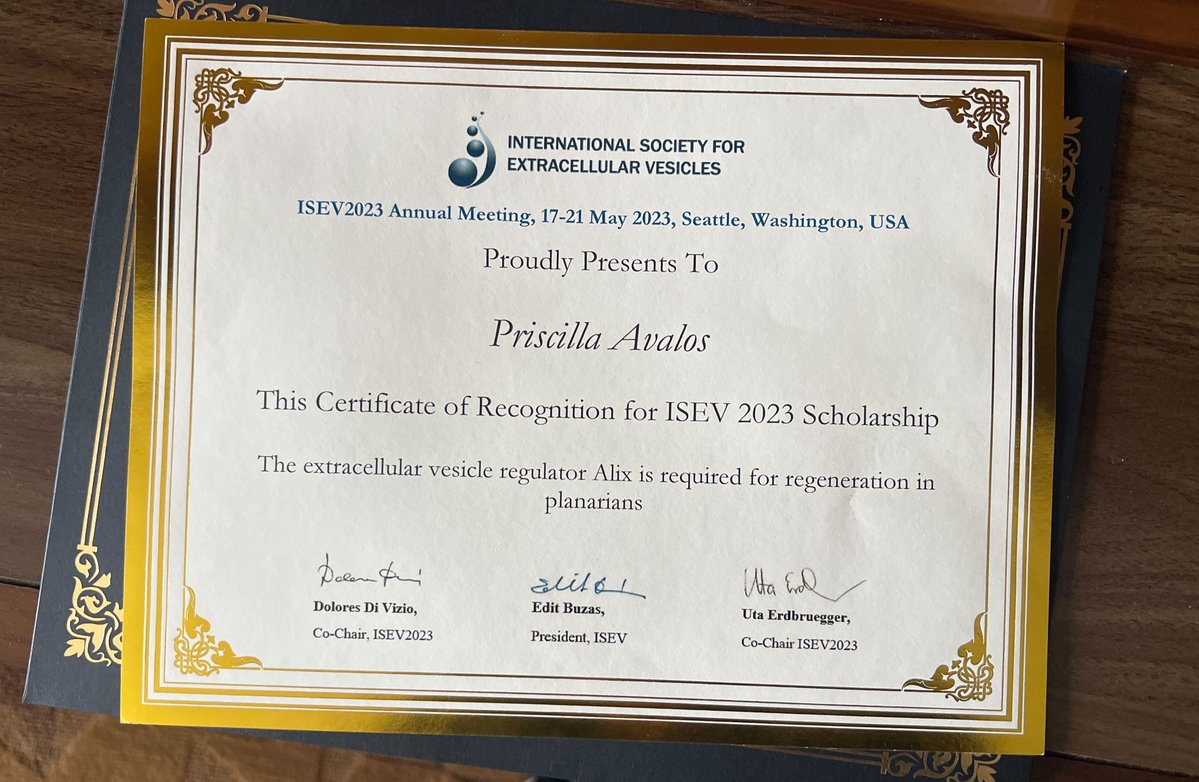 INTERNATIONAL SOCIETY FOR
EXTRACELLULAR VESICLES
ISEV2023 Annual Meeting, 17-21 May 2023, Seattle, Washington, USA
Proudly Presents To
Priscilla Avalos
This Certificate of Recognition for ISEV 2023 Scholarship
The extracellular vesicle regulator Alix is required for regeneration in
planarians
Dolores Di Vizio,
Co-Chair, ISEV2023
Edit Buzas,
President, ISEV
Uta Erdbruegger,
Co-Chair ISEV2023